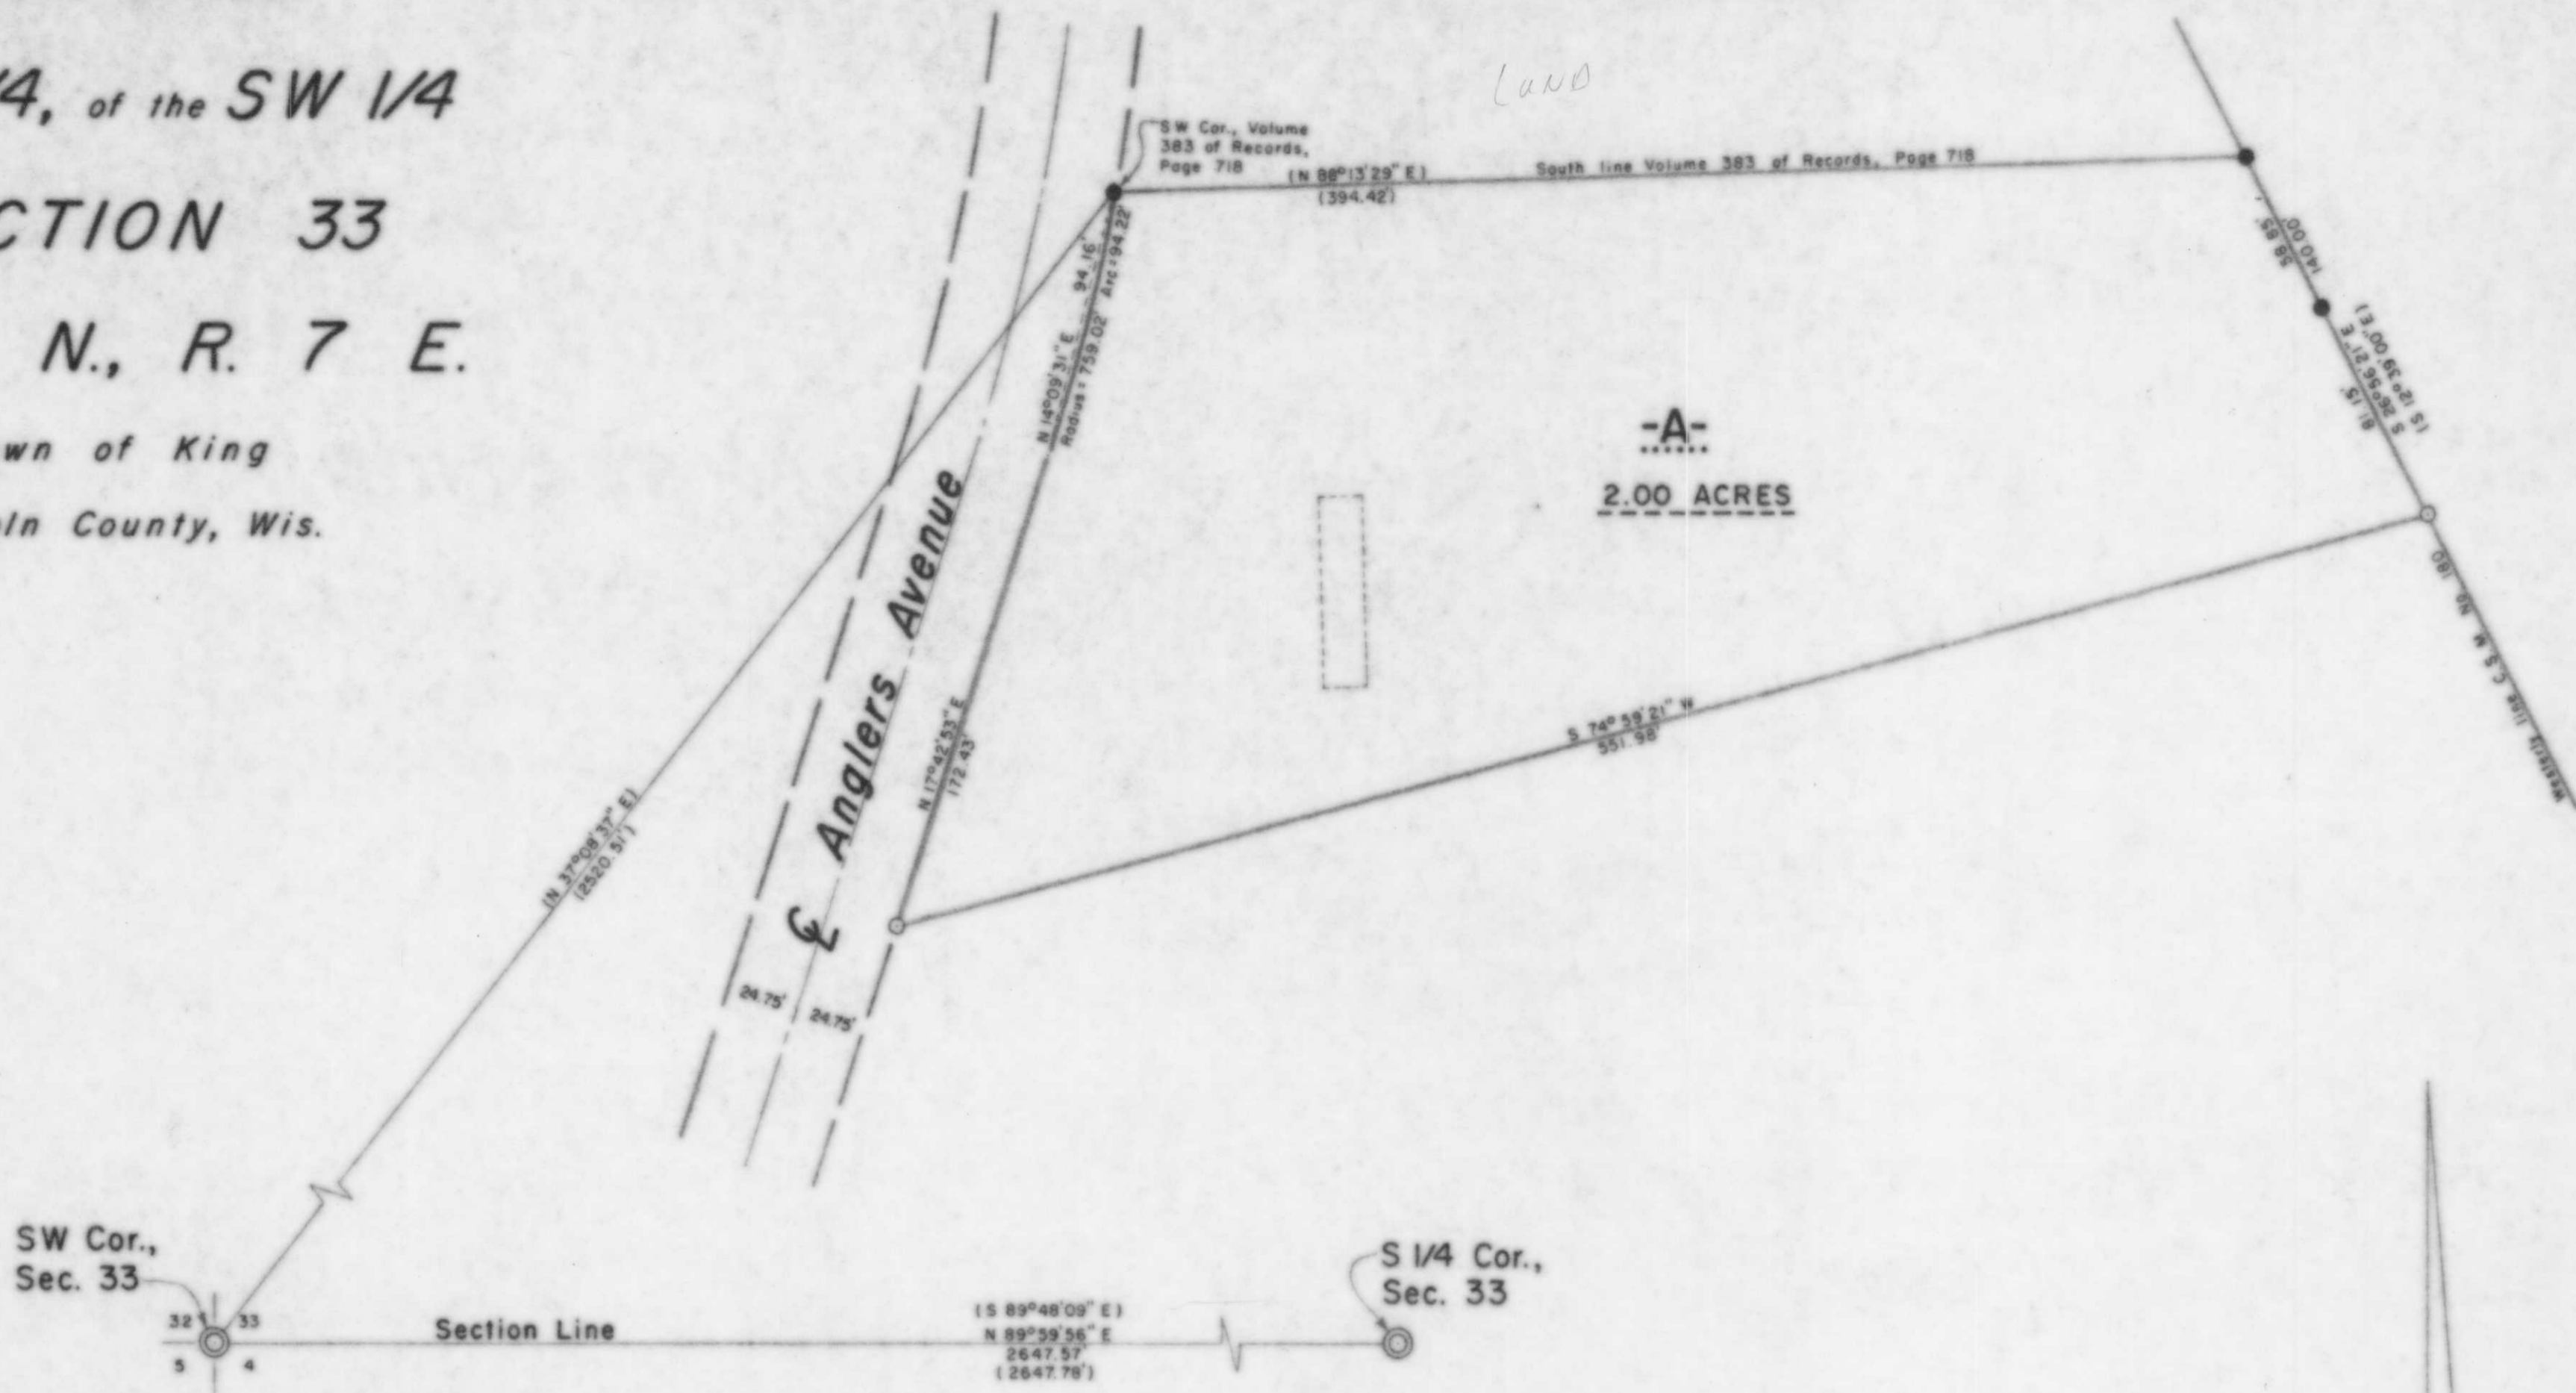 /4, of the SW 1/4
CTION 33
N., R. 7 E.
wn of King
oln County, Wis.
LAND
SW Cor., Volume
383 of Records,
Page 718
(N 88°13'29" E)
(394.42')
South line Volume 383 of Records, Page 718
58.85'
140.00'
81.15'
S 26°56'21" E
(S 12°39'00" E)
N 14°09'31" E 94.16'
Radius = 759.02' Arc = 94.22'
-A-
2.00 ACRES
℄ Anglers Avenue
N 17°42'53" E
172.43'
S 74°59'21" W
551.98'
Westerly line C.S.M. No. 180
(N 37°08'37" E)
(2520.51')
24.75'
24.75'
SW Cor.,
Sec. 33
32 33
5 4
Section Line
(S 89°48'09" E)
N 89°59'56" E
2647.57'
(2647.78')
S 1/4 Cor.,
Sec. 33